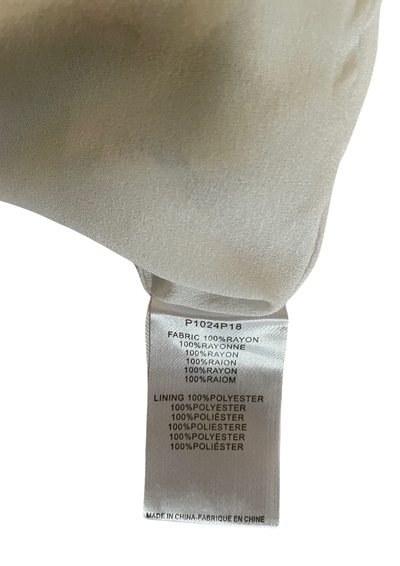 P1024P18
FABRIC 100%RAYON
100%RAYONNE
100%RAYON
100%RAION
100%RAYON
100%RAIOM
LINING 100%POLYESTER
100%POLYESTER
100%POLIÉSTER
100%POLIESTERE
100%POLYESTER
100%POLIÉSTER
MADE IN CHINA-FABRIQUE EN CHINE